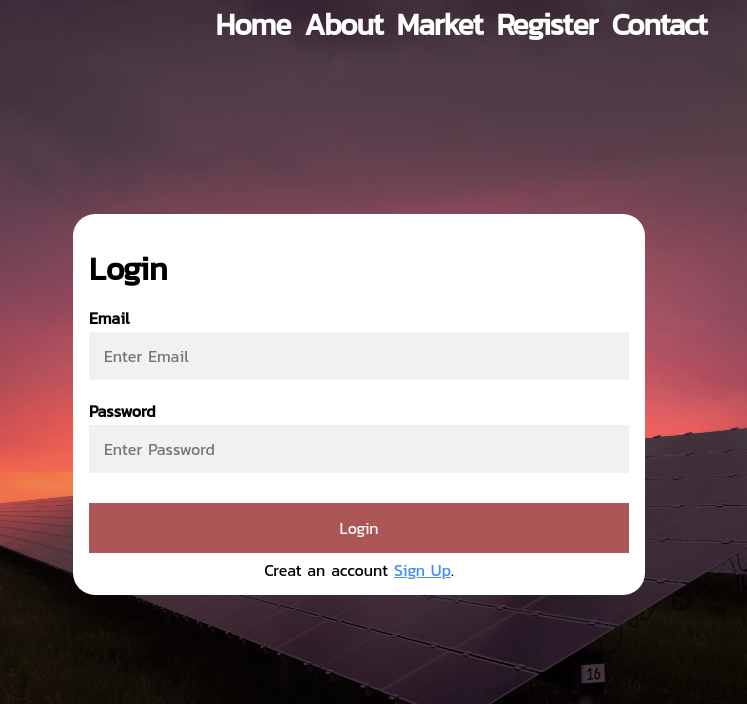 Home About Market Register Contact
Login
Email
Enter Email
Password
Enter Password
Login
Creat an account Sign Up.
16